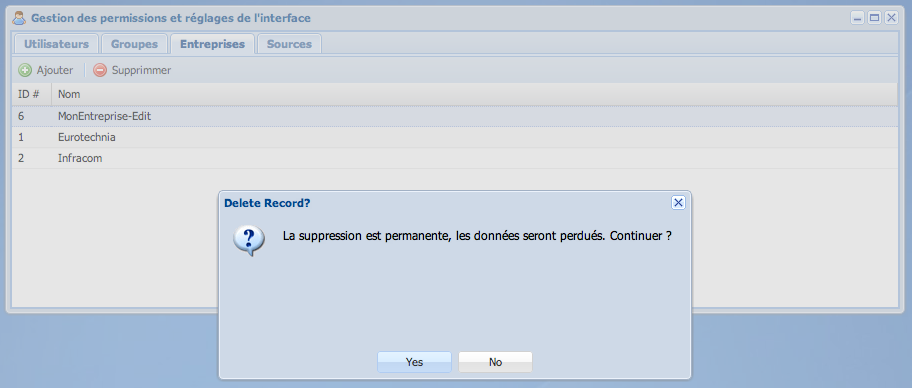 Gestion des permissions et réglages de l'interface
Utilisateurs Groupes Entreprises Sources
Ajouter Supprimmer
ID # Nom
6 MonEntreprise-Edit
1 Eurotechnia
2 Infracom
Delete Record?
La suppression est permanente, les données seront perdués. Continuer ?
Yes No